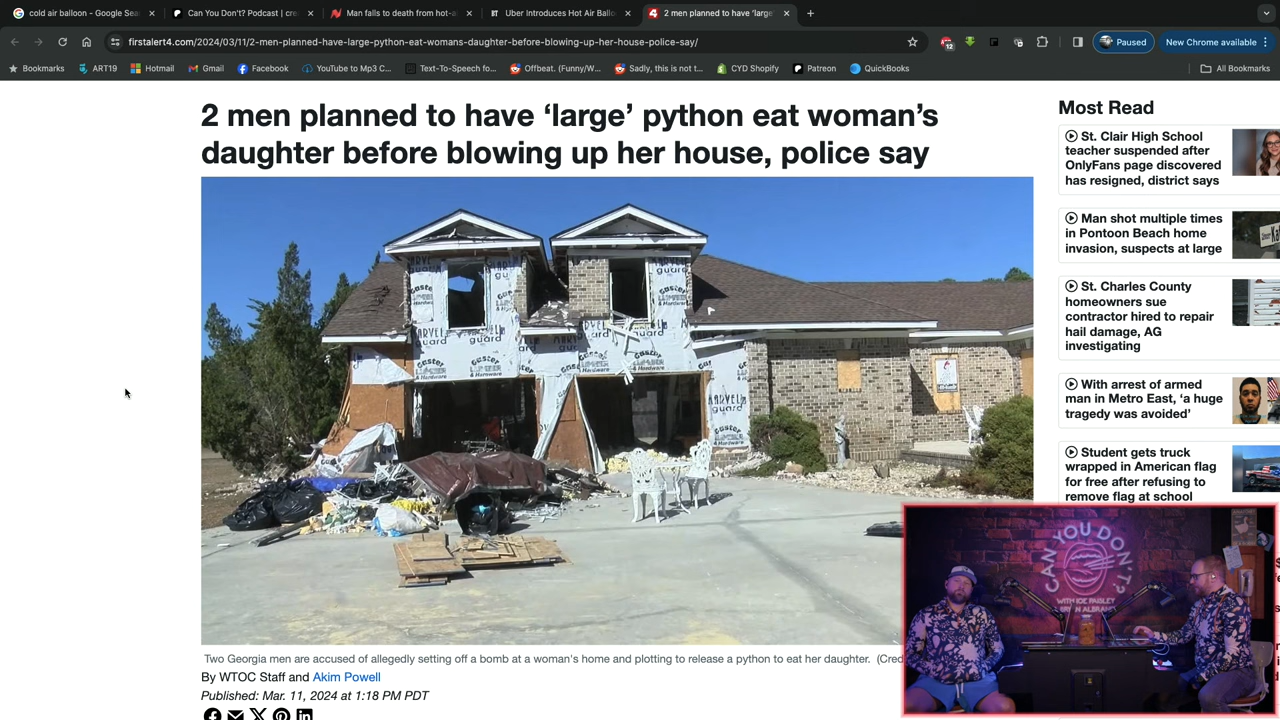 cold air balloon - Google Sea
Can You Don't? Podcast | cre
Man falls to death from hot-a
Uber Introduces Hot Air Ballo
2 men planned to have 'large'
firstalert4.com/2024/03/11/2-men-planned-have-large-python-eat-womans-daughter-before-blowing-up-her-house-police-say/
12
Paused
New Chrome available
Bookmarks
ART19
Hotmail
Gmail
Facebook
YouTube to Mp3 C...
Text-To-Speech fo...
Offbeat. (Funny/W...
Sadly, this is not t...
CYD Shopify
Patreon
QuickBooks
All Bookmarks
2 men planned to have 'large' python eat woman's
daughter before blowing up her house, police say
Most Read
St. Clair High School
teacher suspended after
OnlyFans page discovered
has resigned, district says
Man shot multiple times
in Pontoon Beach home
invasion, suspects at large
St. Charles County
homeowners sue
contractor hired to repair
hail damage, AG
investigating
With arrest of armed
man in Metro East, 'a huge
tragedy was avoided'
Student gets truck
wrapped in American flag
for free after refusing to
remove flag at school
Two Georgia men are accused of allegedly setting off a bomb at a woman's home and plotting to release a python to eat her daughter. (Cred
By WTOC Staff and Akim Powell
Published: Mar. 11, 2024 at 1:18 PM PDT
CAN YOU DON'T?
WITH JOE PAISLEY